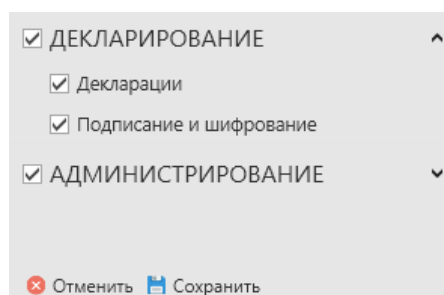 ДЕКЛАРИРОВАНИЕ
Декларации
Подписание и шифрование
АДМИНИСТРИРОВАНИЕ
Отменить Сохранить